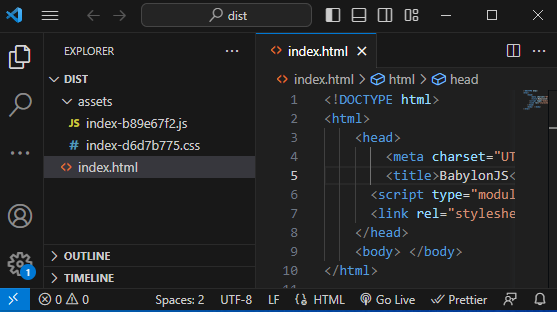 dist
EXPLORER
DIST
assets
JS index-b89e67f2.js
# index-d6d7b775.css
index.html
OUTLINE
TIMELINE
index.html
index.html > html > head
1 <!DOCTYPE html>
2 <html>
3 <head>
4 <meta charset="UT
5 <title>BabylonJS<
6 <script type="modul
7 <link rel="styleshe
8 </head>
9 <body> </body>
10 </html>
1
0 0 Spaces: 2 UTF-8 LF HTML Go Live Prettier